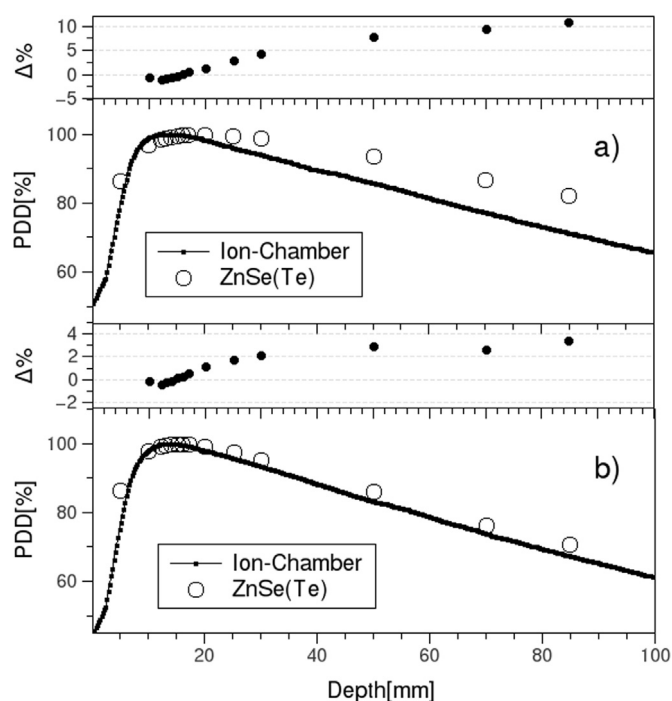 10
5
0
−5
Δ%
100
80
60
PDD[%]
a)
Ion-Chamber
ZnSe(Te)
4
2
0
−2
Δ%
100
80
60
PDD[%]
b)
Ion-Chamber
ZnSe(Te)
20 40 60 80 100
Depth[mm]